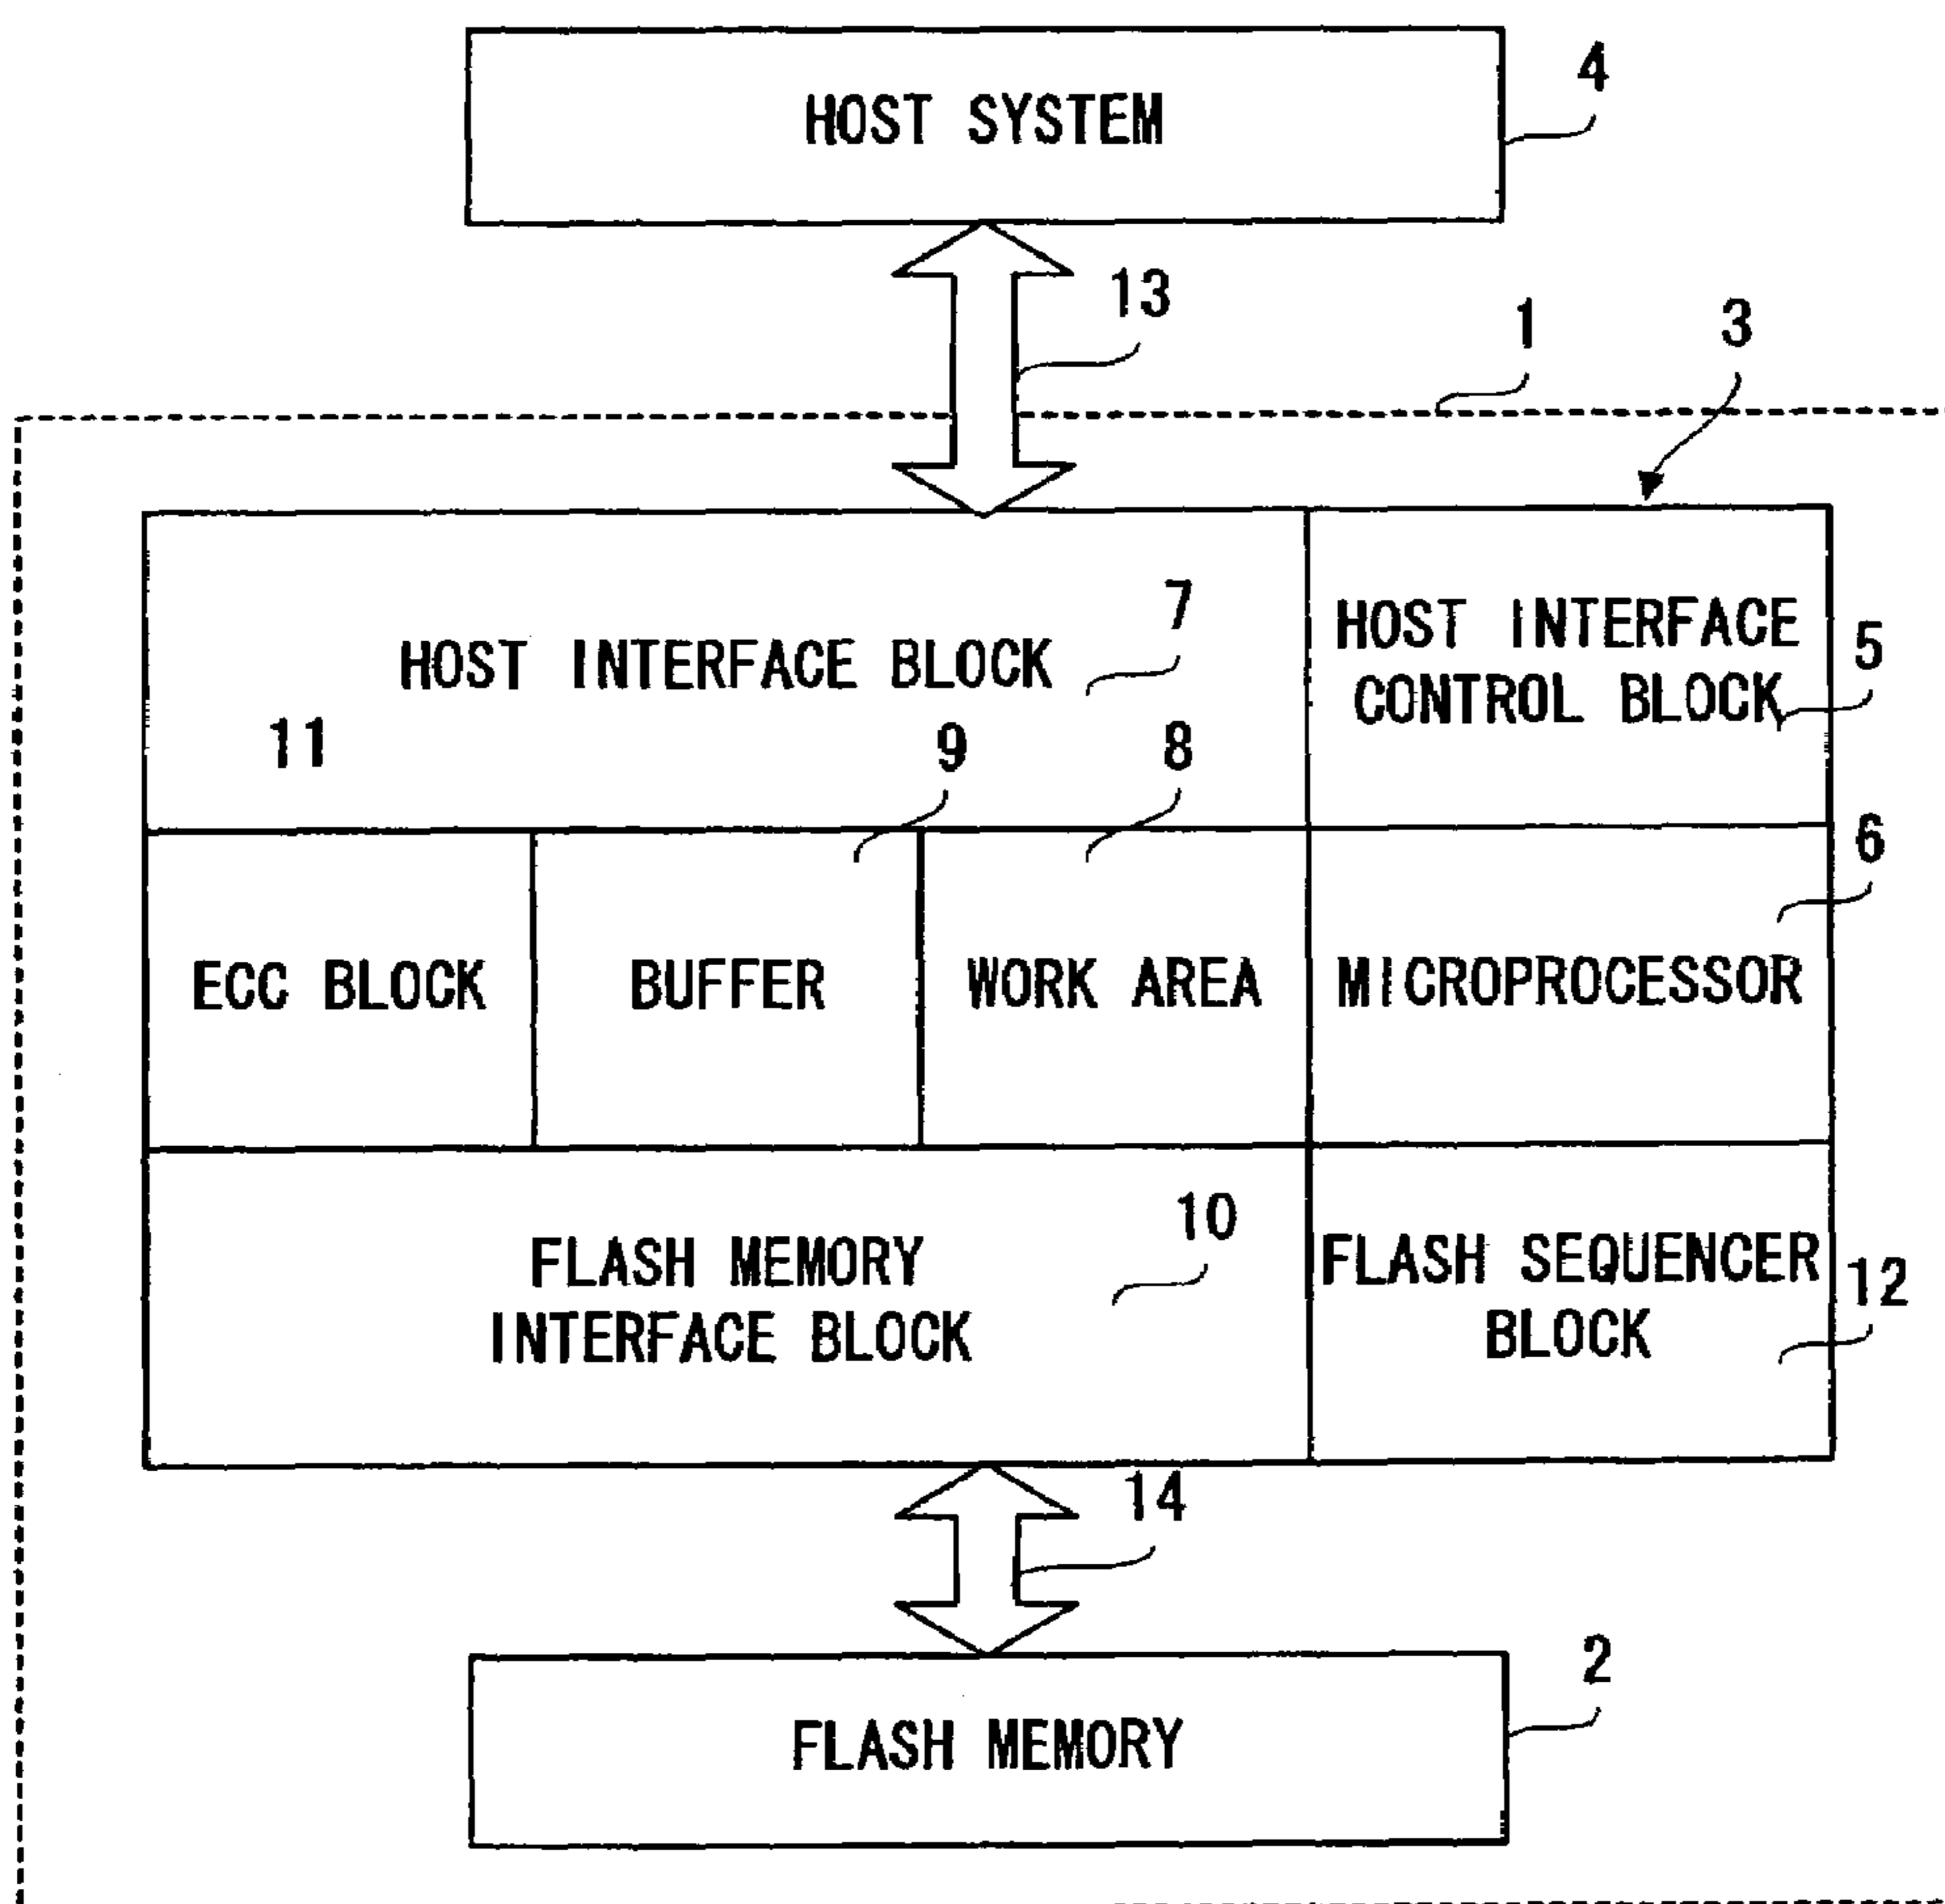 HOST SYSTEM
4
13
1
3
HOST INTERFACE BLOCK
7
HOST INTERFACE
CONTROL BLOCK
5
11
9
8
6
ECC BLOCK
BUFFER
WORK AREA
MICROPROCESSOR
FLASH MEMORY
INTERFACE BLOCK
10
FLASH SEQUENCER
BLOCK
12
14
FLASH MEMORY
2